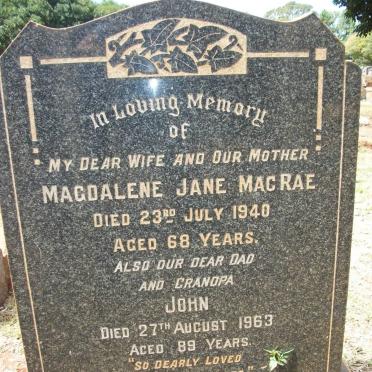 In Loving Memory
of
MY DEAR WIFE AND OUR MOTHER
MAGDALENE JANE MACRAE
DIED 23RD JULY 1940
AGED 68 YEARS.
ALSO OUR DEAR DAD
AND GRANDPA
JOHN
DIED 27TH AUGUST 1963
AGED 89 YEARS.
"SO DEARLY LOVED